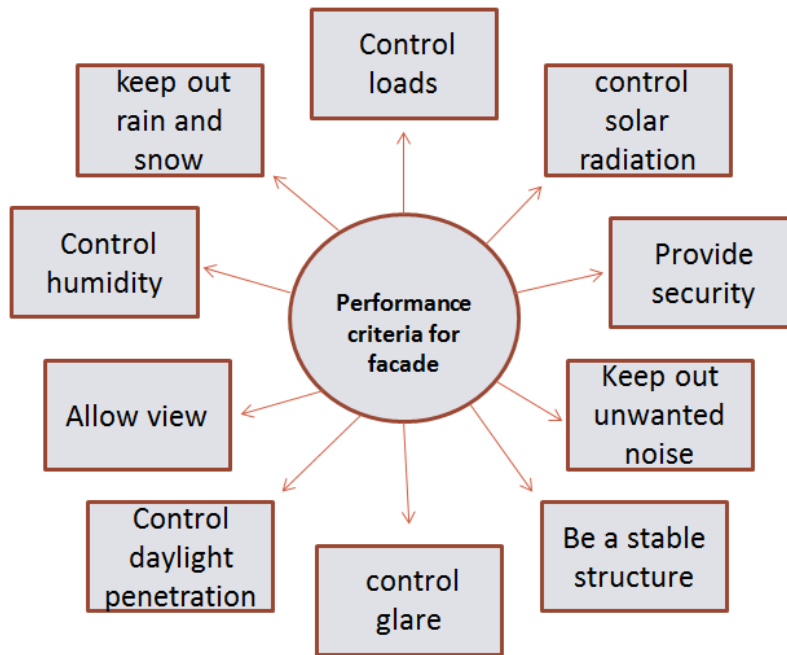 Control
loads
keep out
rain and
snow
control
solar
radiation
Control
humidity
Provide
security
Performance
criteria for
facade
Allow view
Keep out
unwanted
noise
Control
daylight
penetration
control
glare
Be a stable
structure